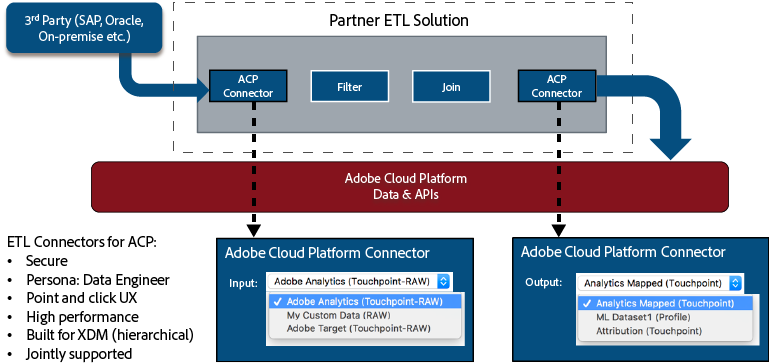 3rd Party (SAP, Oracle,
On-premise etc.)
Partner ETL Solution
ACP
Connector
Filter
Join
ACP
Connector
Adobe Cloud Platform
Data & APIs
ETL Connectors for ACP:
• Secure
• Persona: Data Engineer
• Point and click UX
• High performance
• Built for XDM (hierarchical)
• Jointly supported
Adobe Cloud Platform Connector
Input: Adobe Analytics (Touchpoint-RAW)
✓ Adobe Analytics (Touchpoint-RAW)
My Custom Data (RAW)
Adobe Target (Touchpoint-RAW)
Adobe Cloud Platform Connector
Output: Analytics Mapped (Touchpoint)
✓ Analytics Mapped (Touchpoint)
ML Dataset1 (Profile)
Attribution (Touchpoint)